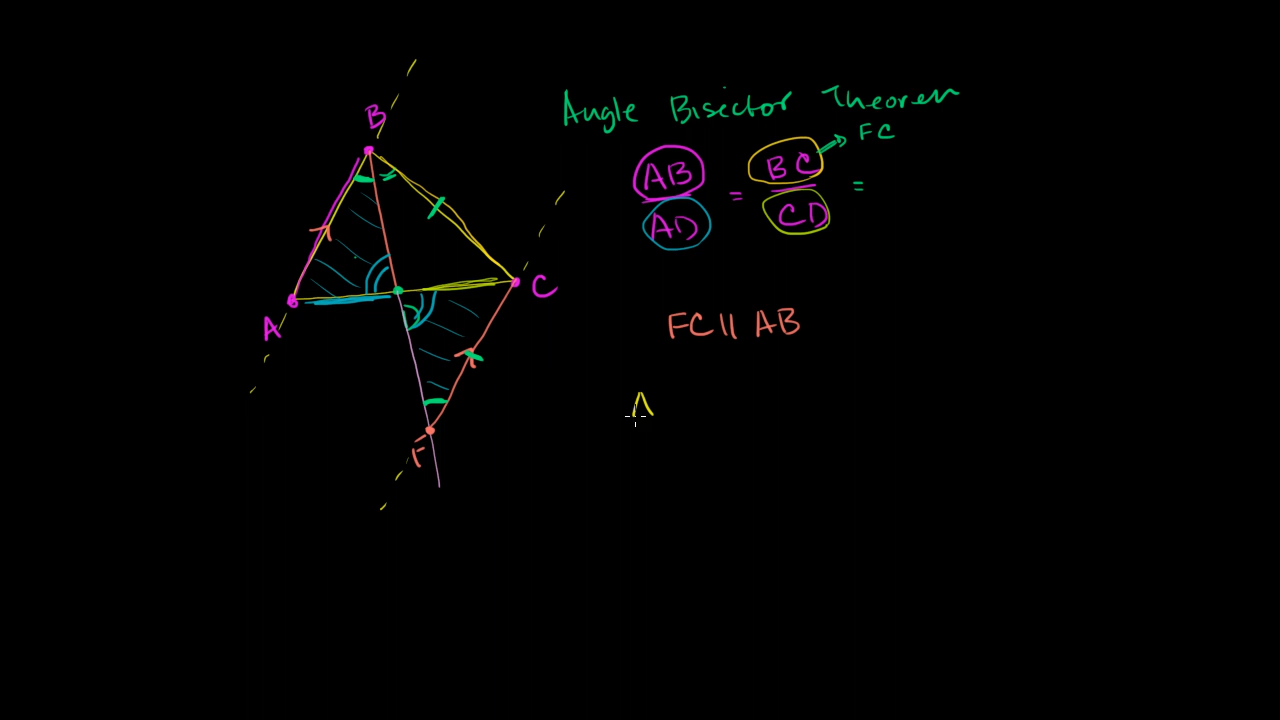 Angle Bisector Theorem
B
FC
AB / AD = BC / CD =
C
D
A
FC || AB
F